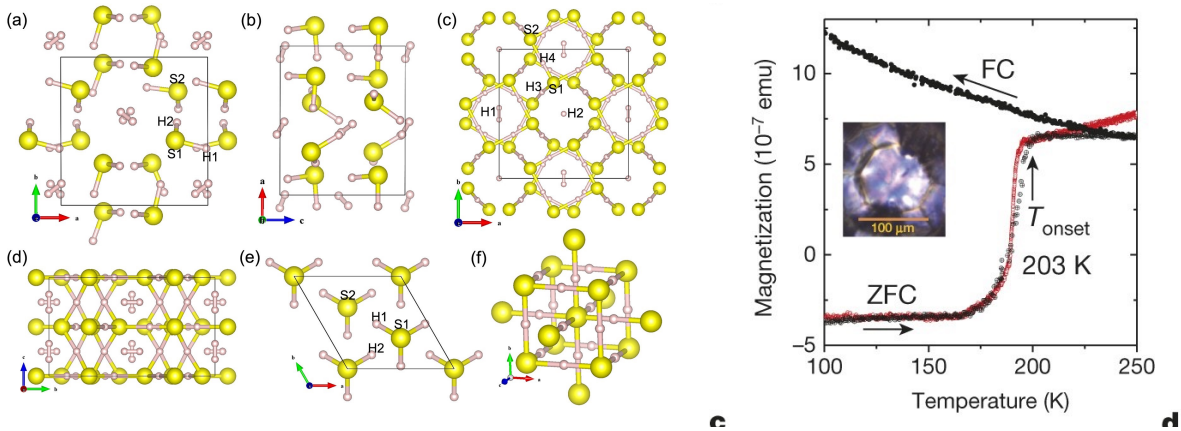 (a)
S2
H2
S1
H1
b
a
(b)
a
c
(c)
S2
H4
H3
S1
H1
H2
b
a
(d)
c
b
(e)
S2
H1
S1
H2
b
a
(f)
b
a
c
Magnetization (10⁻⁷ emu)
10
5
0
−5
FC
100 μm
T onset
203 K
ZFC
100
150
200
250
Temperature (K)
c
d